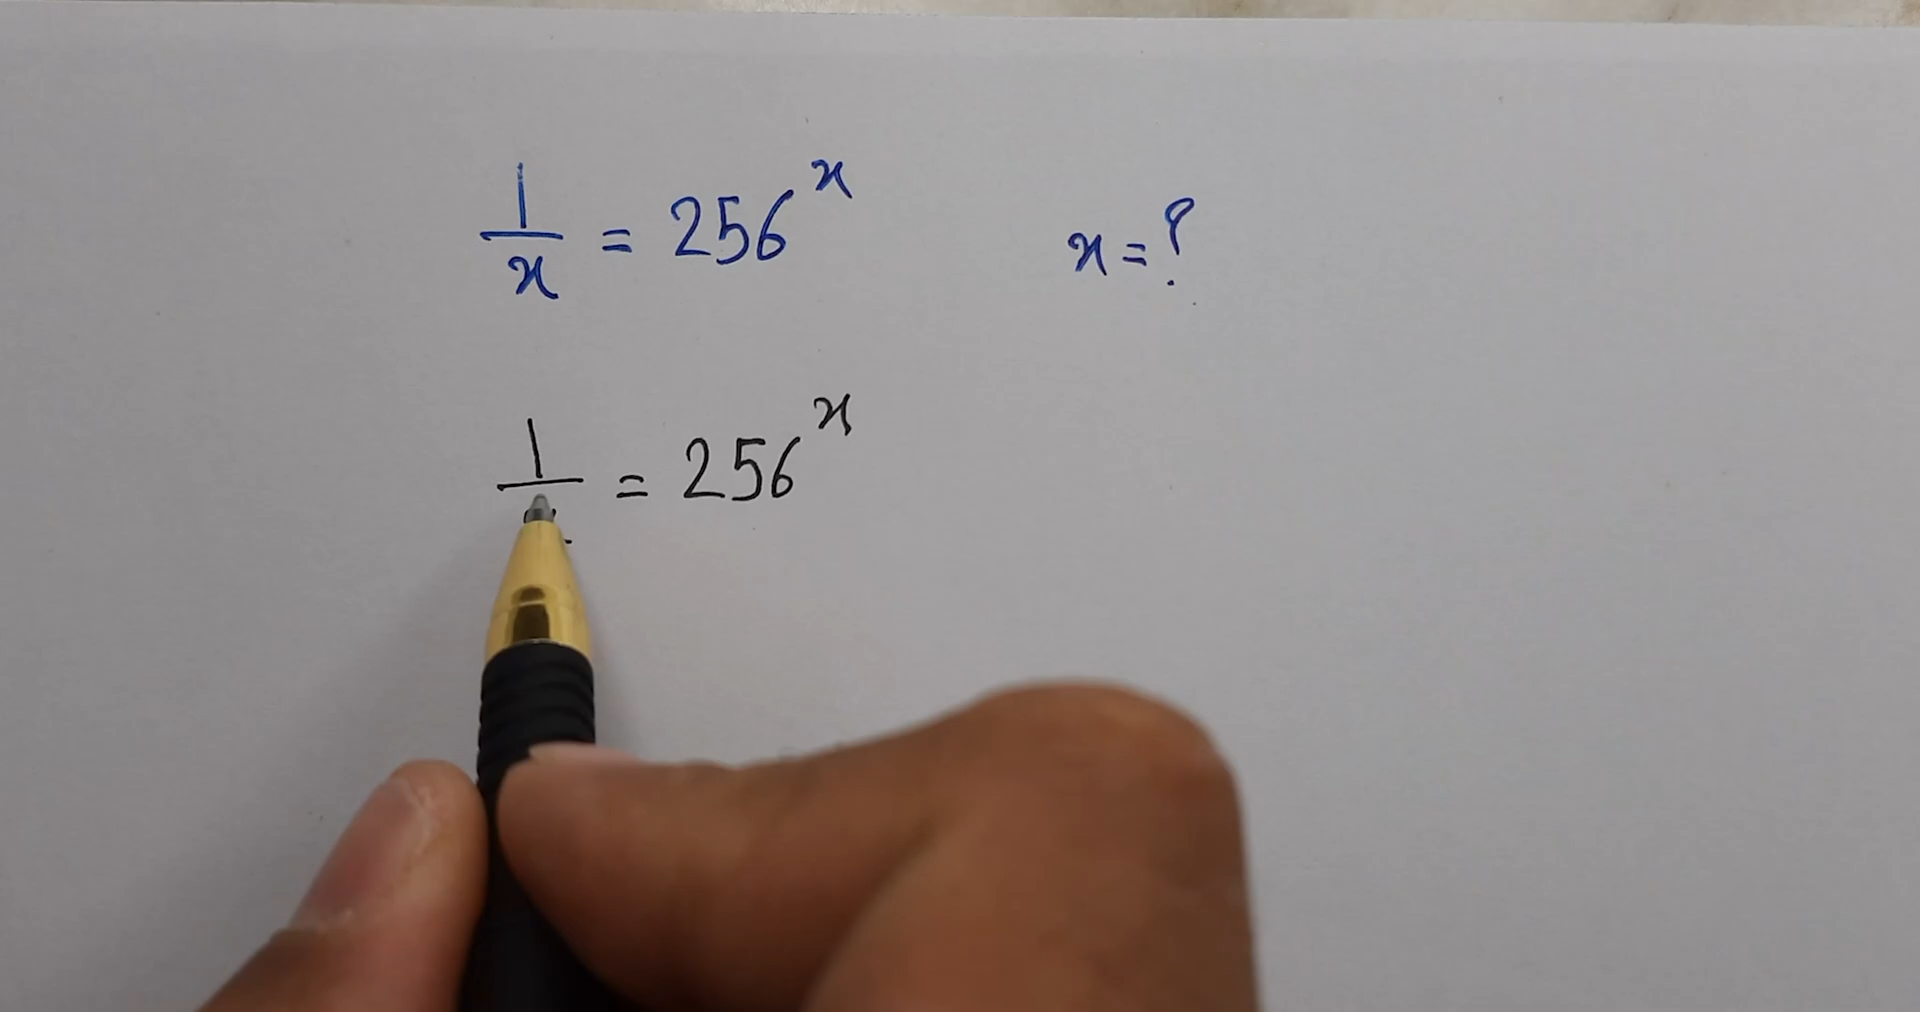 1/x = 256^x x = ?
1/ = 256^x